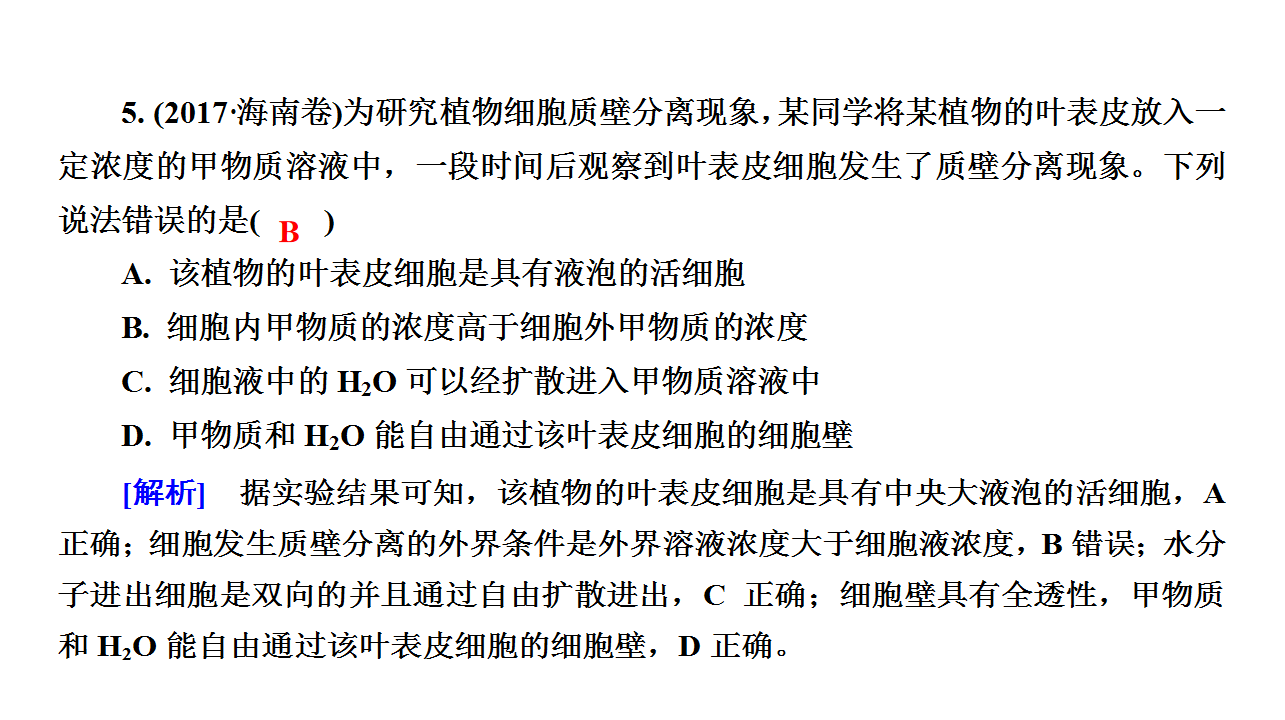 5. (2017·海南卷)为研究植物细胞质壁分离现象，某同学将某植物的叶表皮放入一
定浓度的甲物质溶液中，一段时间后观察到叶表皮细胞发生了质壁分离现象。下列
说法错误的是( B )
A. 该植物的叶表皮细胞是具有液泡的活细胞
B. 细胞内甲物质的浓度高于细胞外甲物质的浓度
C. 细胞液中的 H₂O 可以经扩散进入甲物质溶液中
D. 甲物质和 H₂O 能自由通过该叶表皮细胞的细胞壁
[解析] 据实验结果可知，该植物的叶表皮细胞是具有中央大液泡的活细胞，A
正确；细胞发生质壁分离的外界条件是外界溶液浓度大于细胞液浓度，B 错误；水分
子进出细胞是双向的并且通过自由扩散进出，C 正确；细胞壁具有全透性，甲物质
和 H₂O 能自由通过该叶表皮细胞的细胞壁，D 正确。